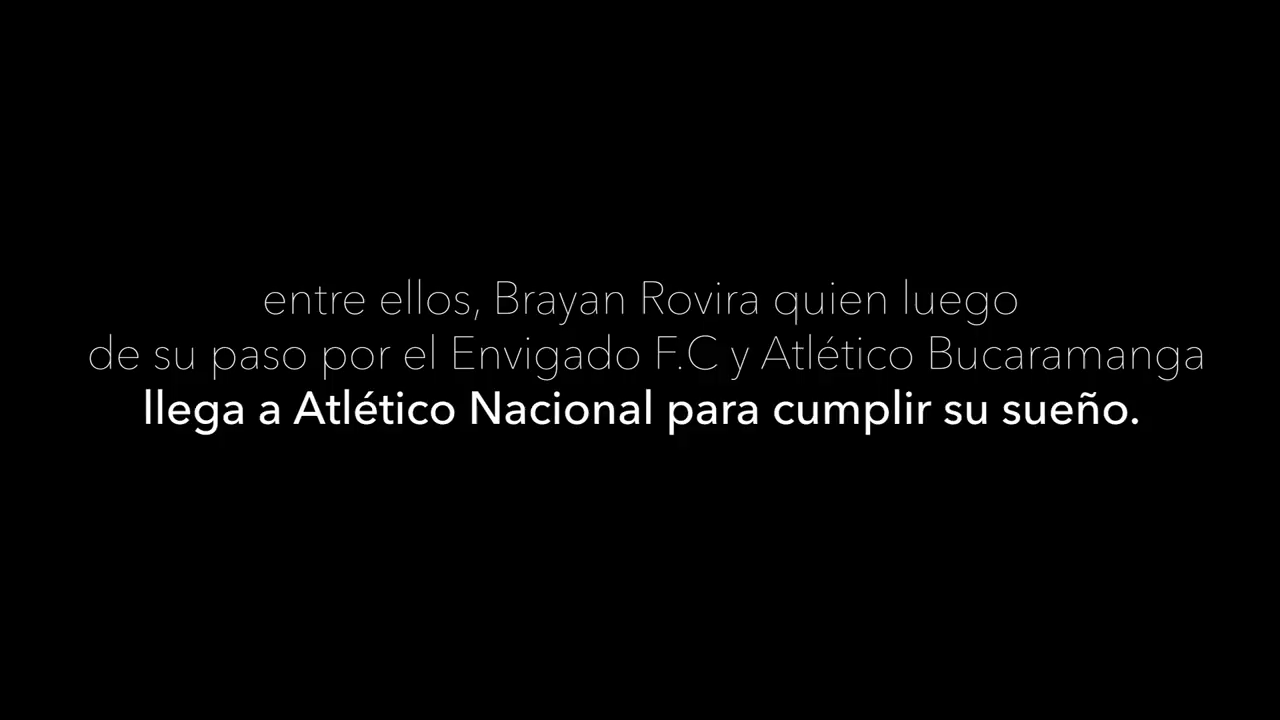 entre ellos, Brayan Rovira quien luego
de su paso por el Envigado F.C y Atlético Bucaramanga
llega a Atlético Nacional para cumplir su sueño.